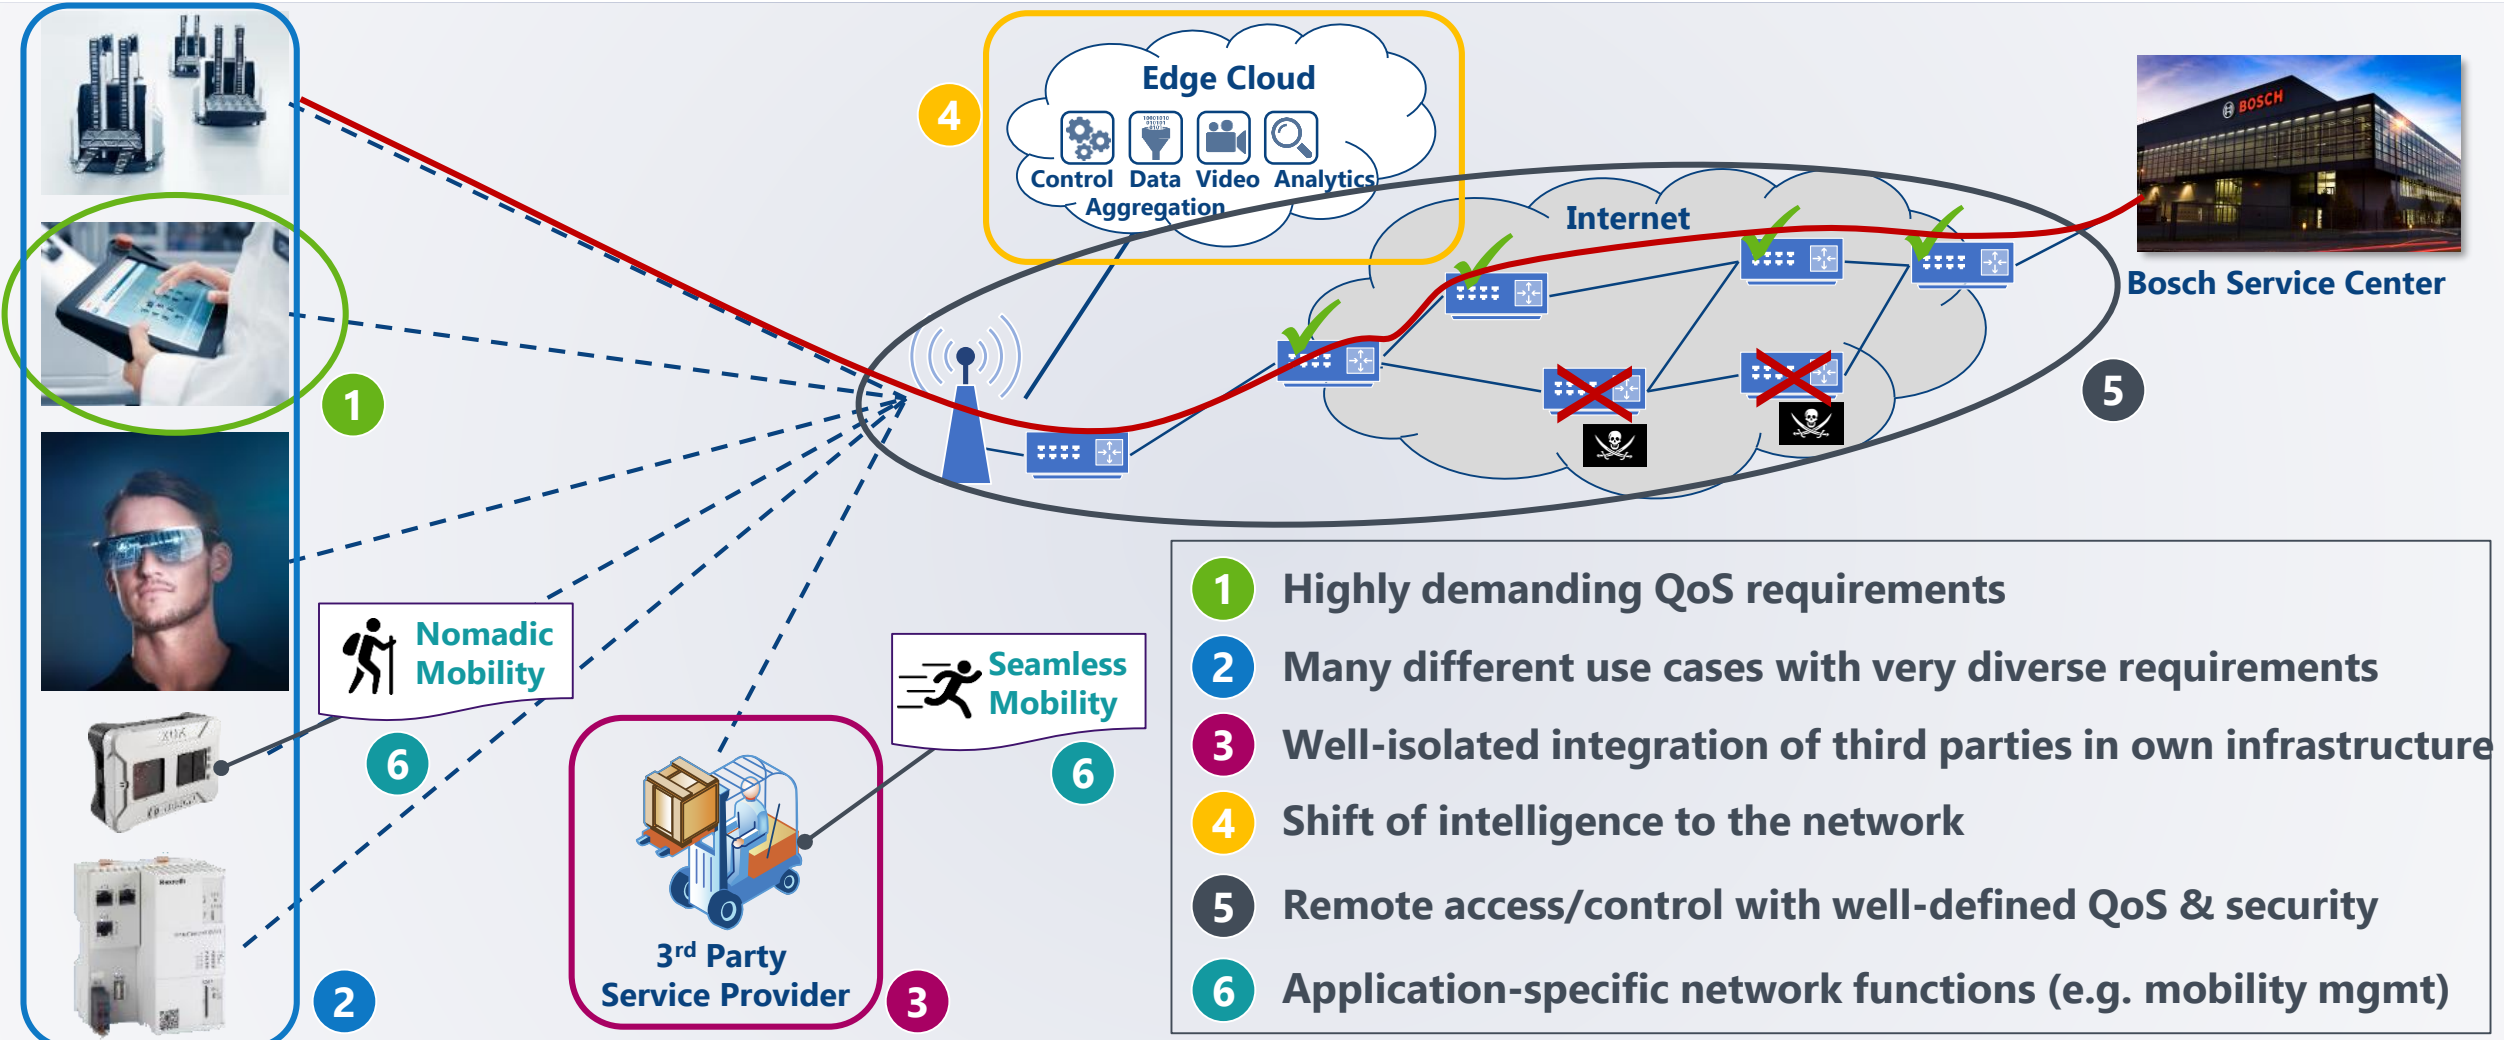 Edge Cloud
10601010
010101
0101
Control Data Video Analytics
Aggregation
4
Internet
BOSCH
Bosch Service Center
5
1
Nomadic
Mobility
6
Seamless
Mobility
6
3rd Party
Service Provider
3
2
1 Highly demanding QoS requirements
2 Many different use cases with very diverse requirements
3 Well-isolated integration of third parties in own infrastructure
4 Shift of intelligence to the network
5 Remote access/control with well-defined QoS & security
6 Application-specific network functions (e.g. mobility mgmt)